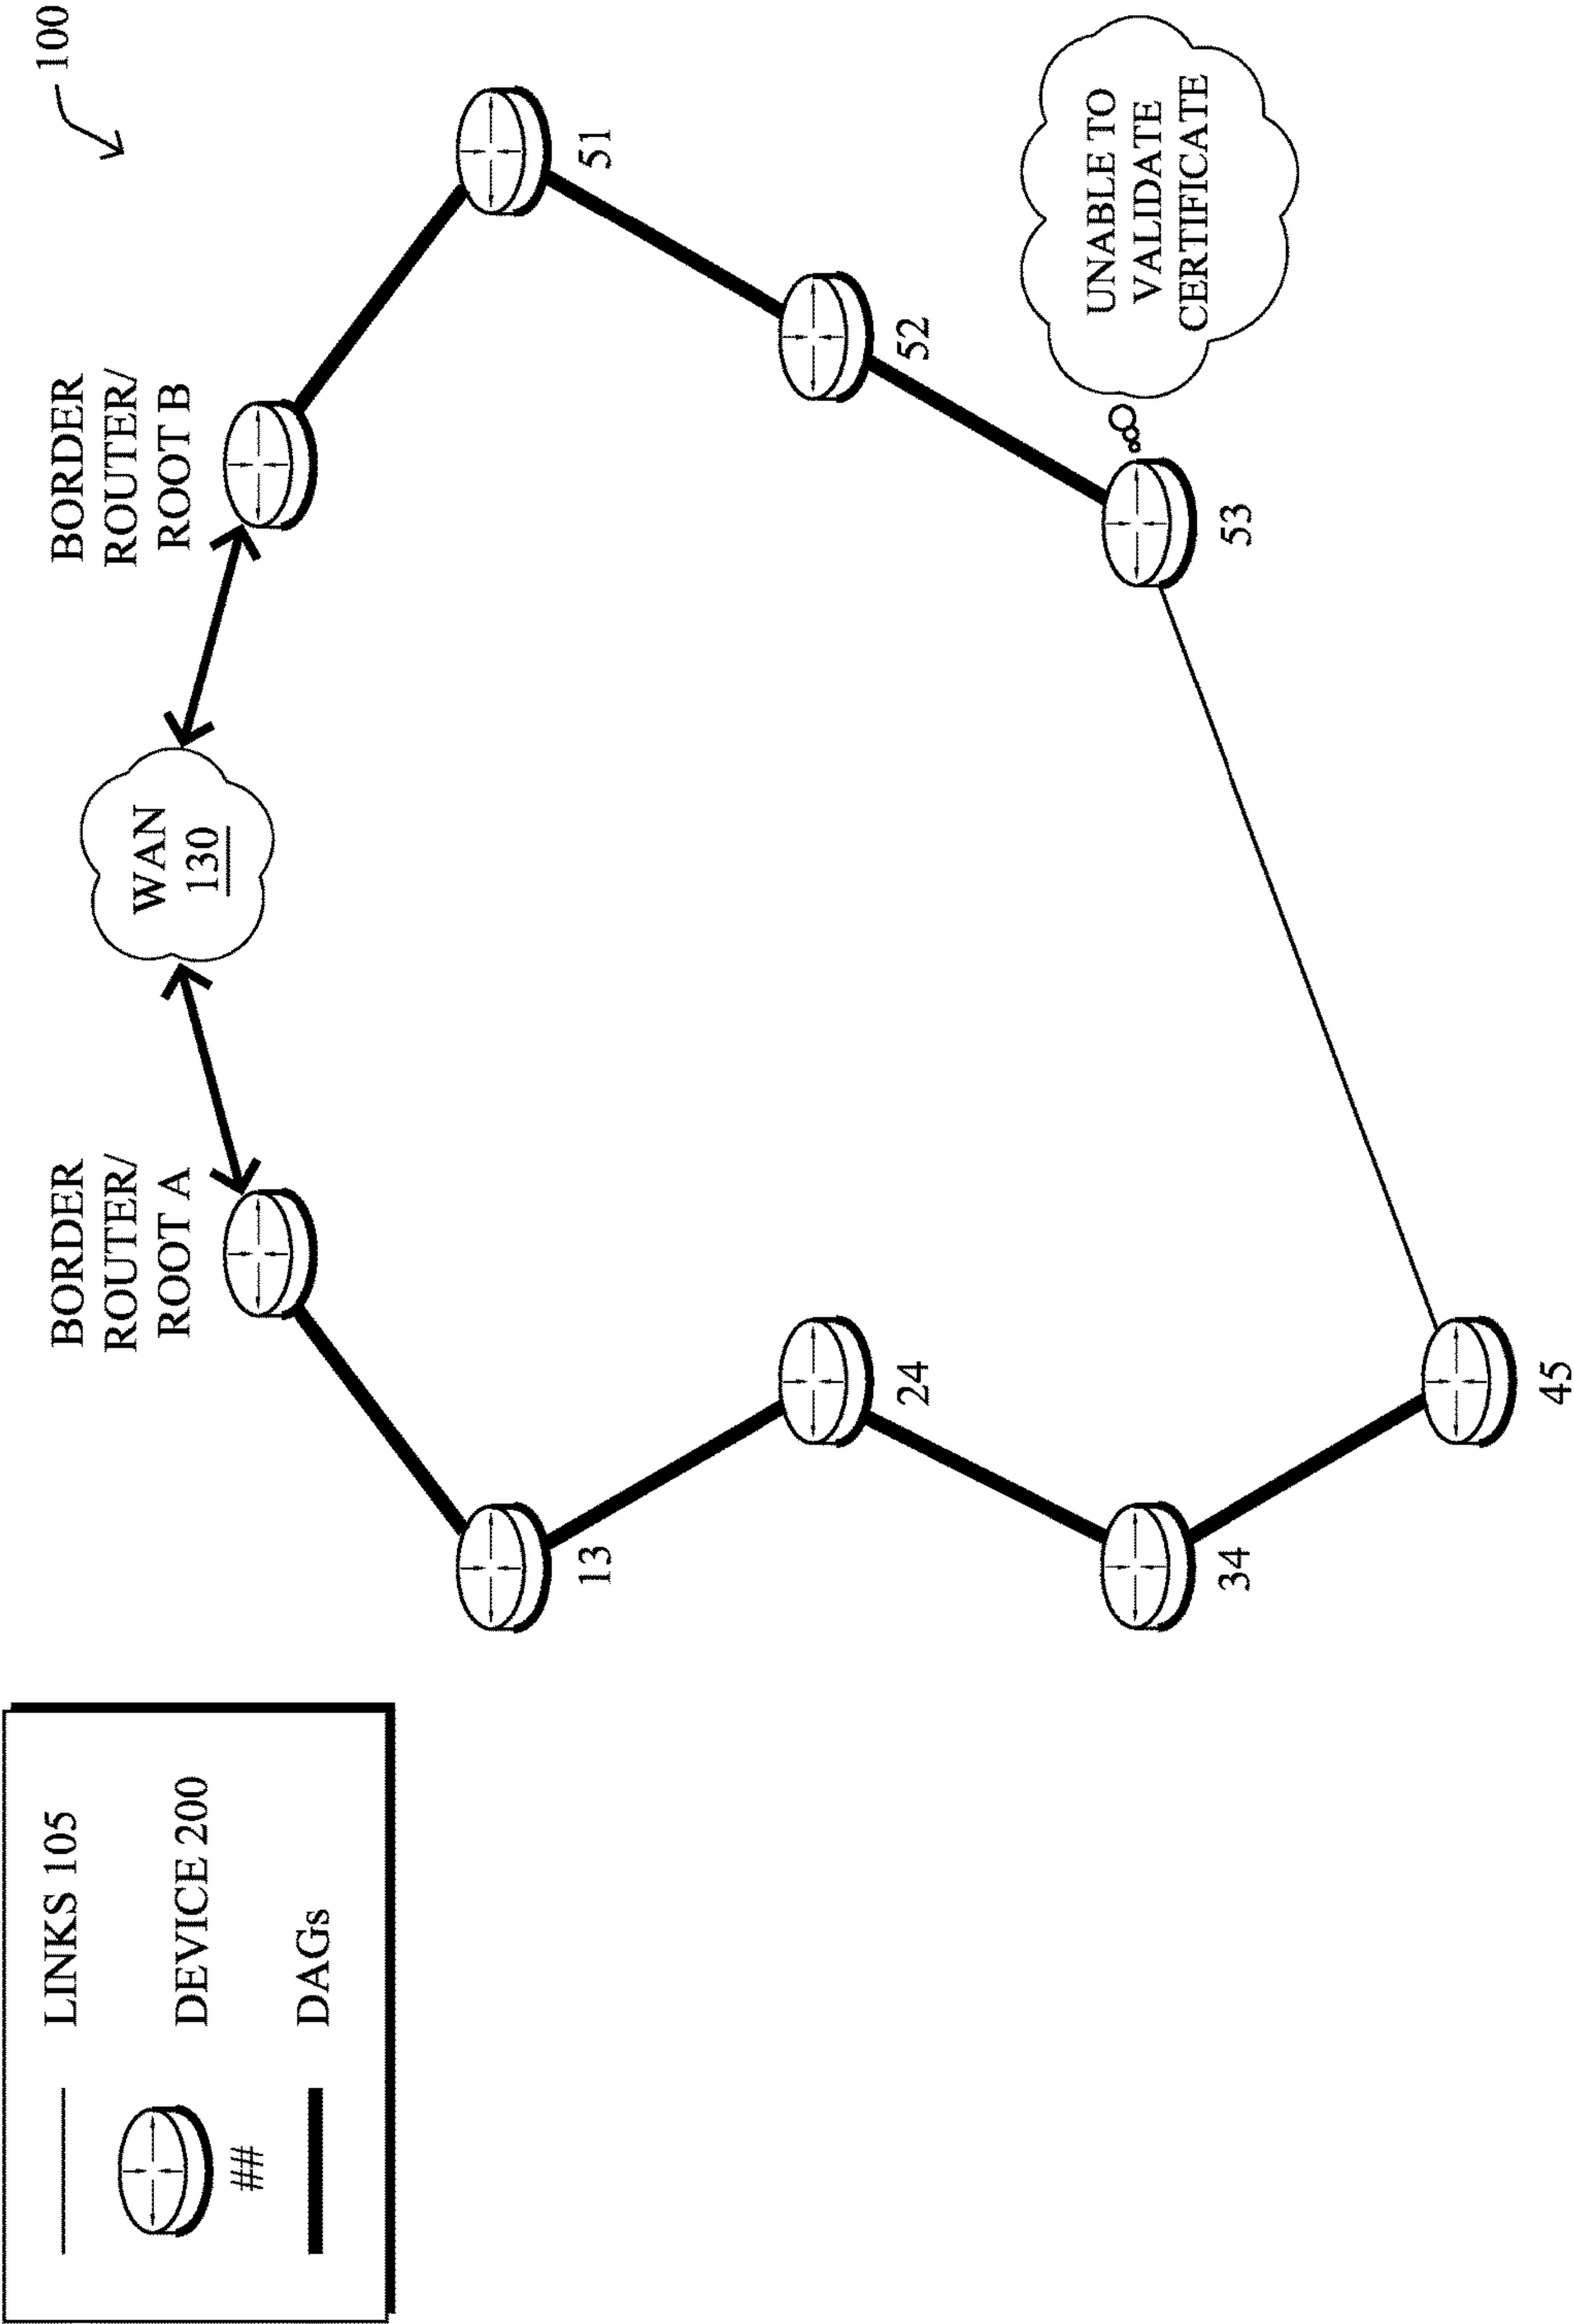 100
BORDER
ROUTER/
ROOT A
WAN
130
BORDER
ROUTER/
ROOT B
LINKS 105
DEVICE 200
##
DAGs
13
51
24
52
34
53
UNABLE TO
VALIDATE
CERTIFICATE
45